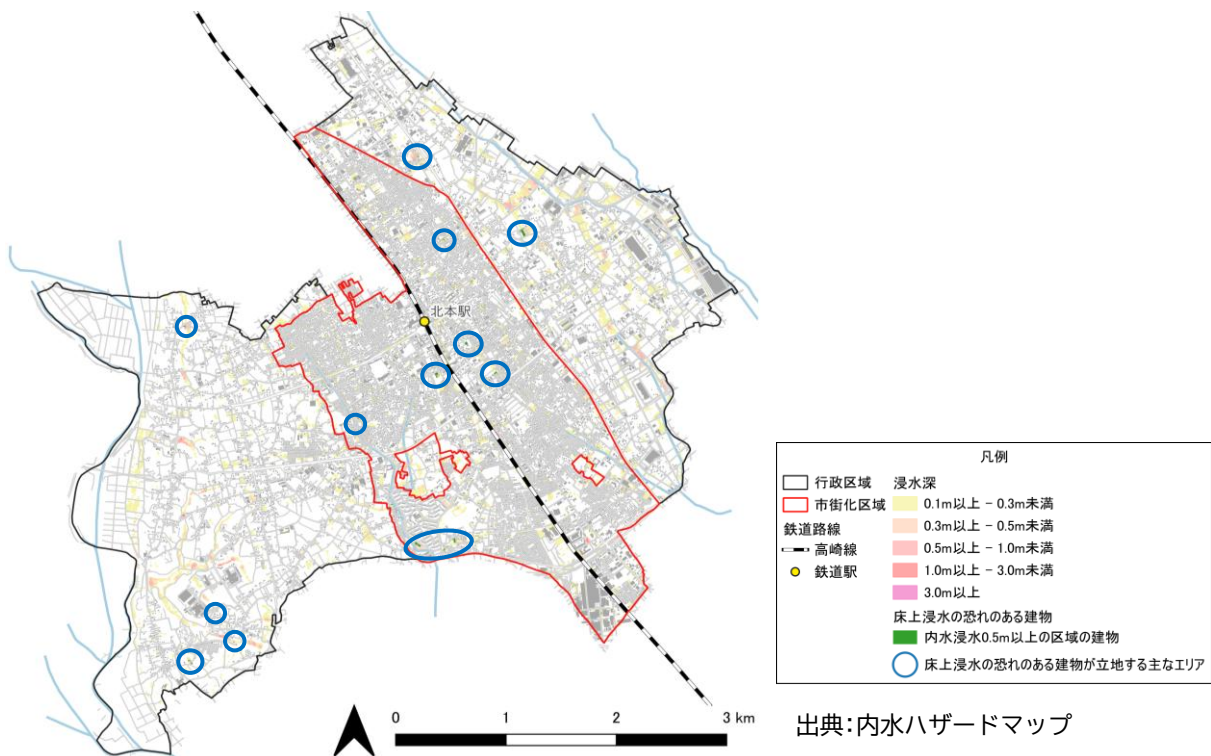 北本駅
凡例
行政区域
市街化区域
鉄道路線
高崎線
鉄道駅
浸水深
0.1m以上 - 0.3m未満
0.3m以上 - 0.5m未満
0.5m以上 - 1.0m未満
1.0m以上 - 3.0m未満
3.0m以上
床上浸水の恐れのある建物
内水浸水0.5m以上の区域の建物
床上浸水の恐れのある建物が立地する主なエリア
0 1 2 3 km
出典：内水ハザードマップ